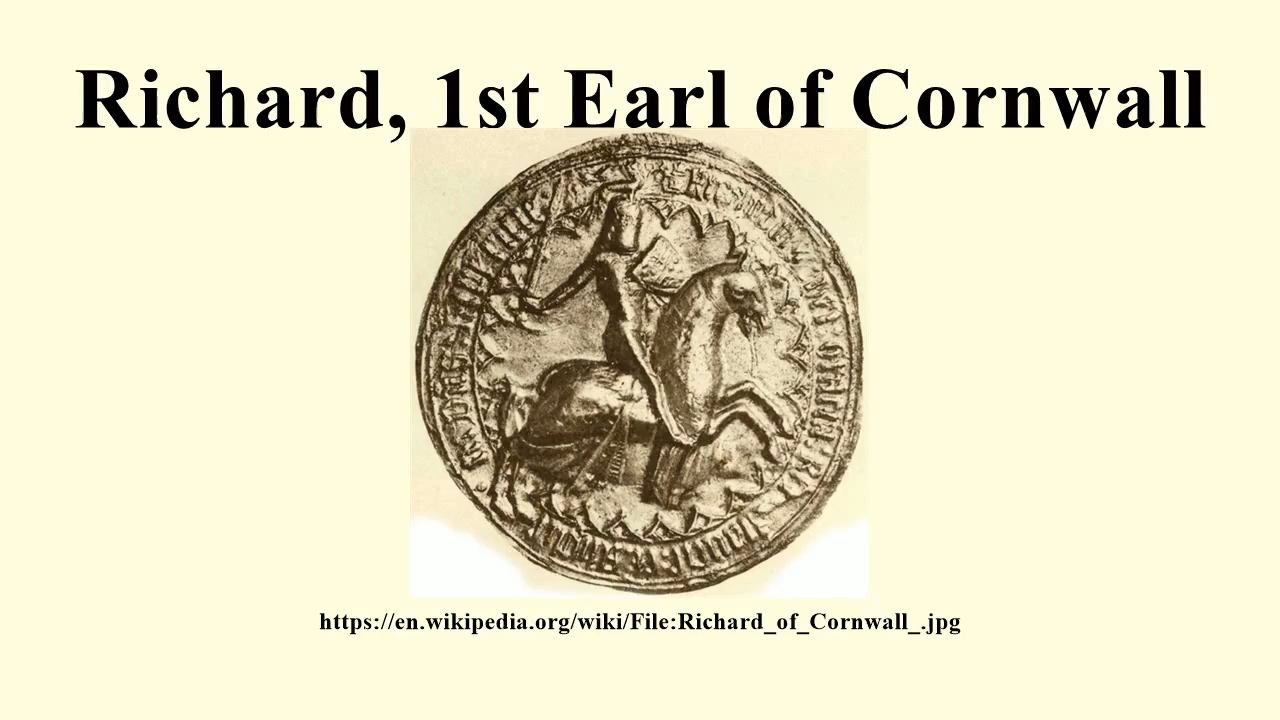 Richard, 1st Earl of Cornwall
https://en.wikipedia.org/wiki/File:Richard_of_Cornwall_.jpg